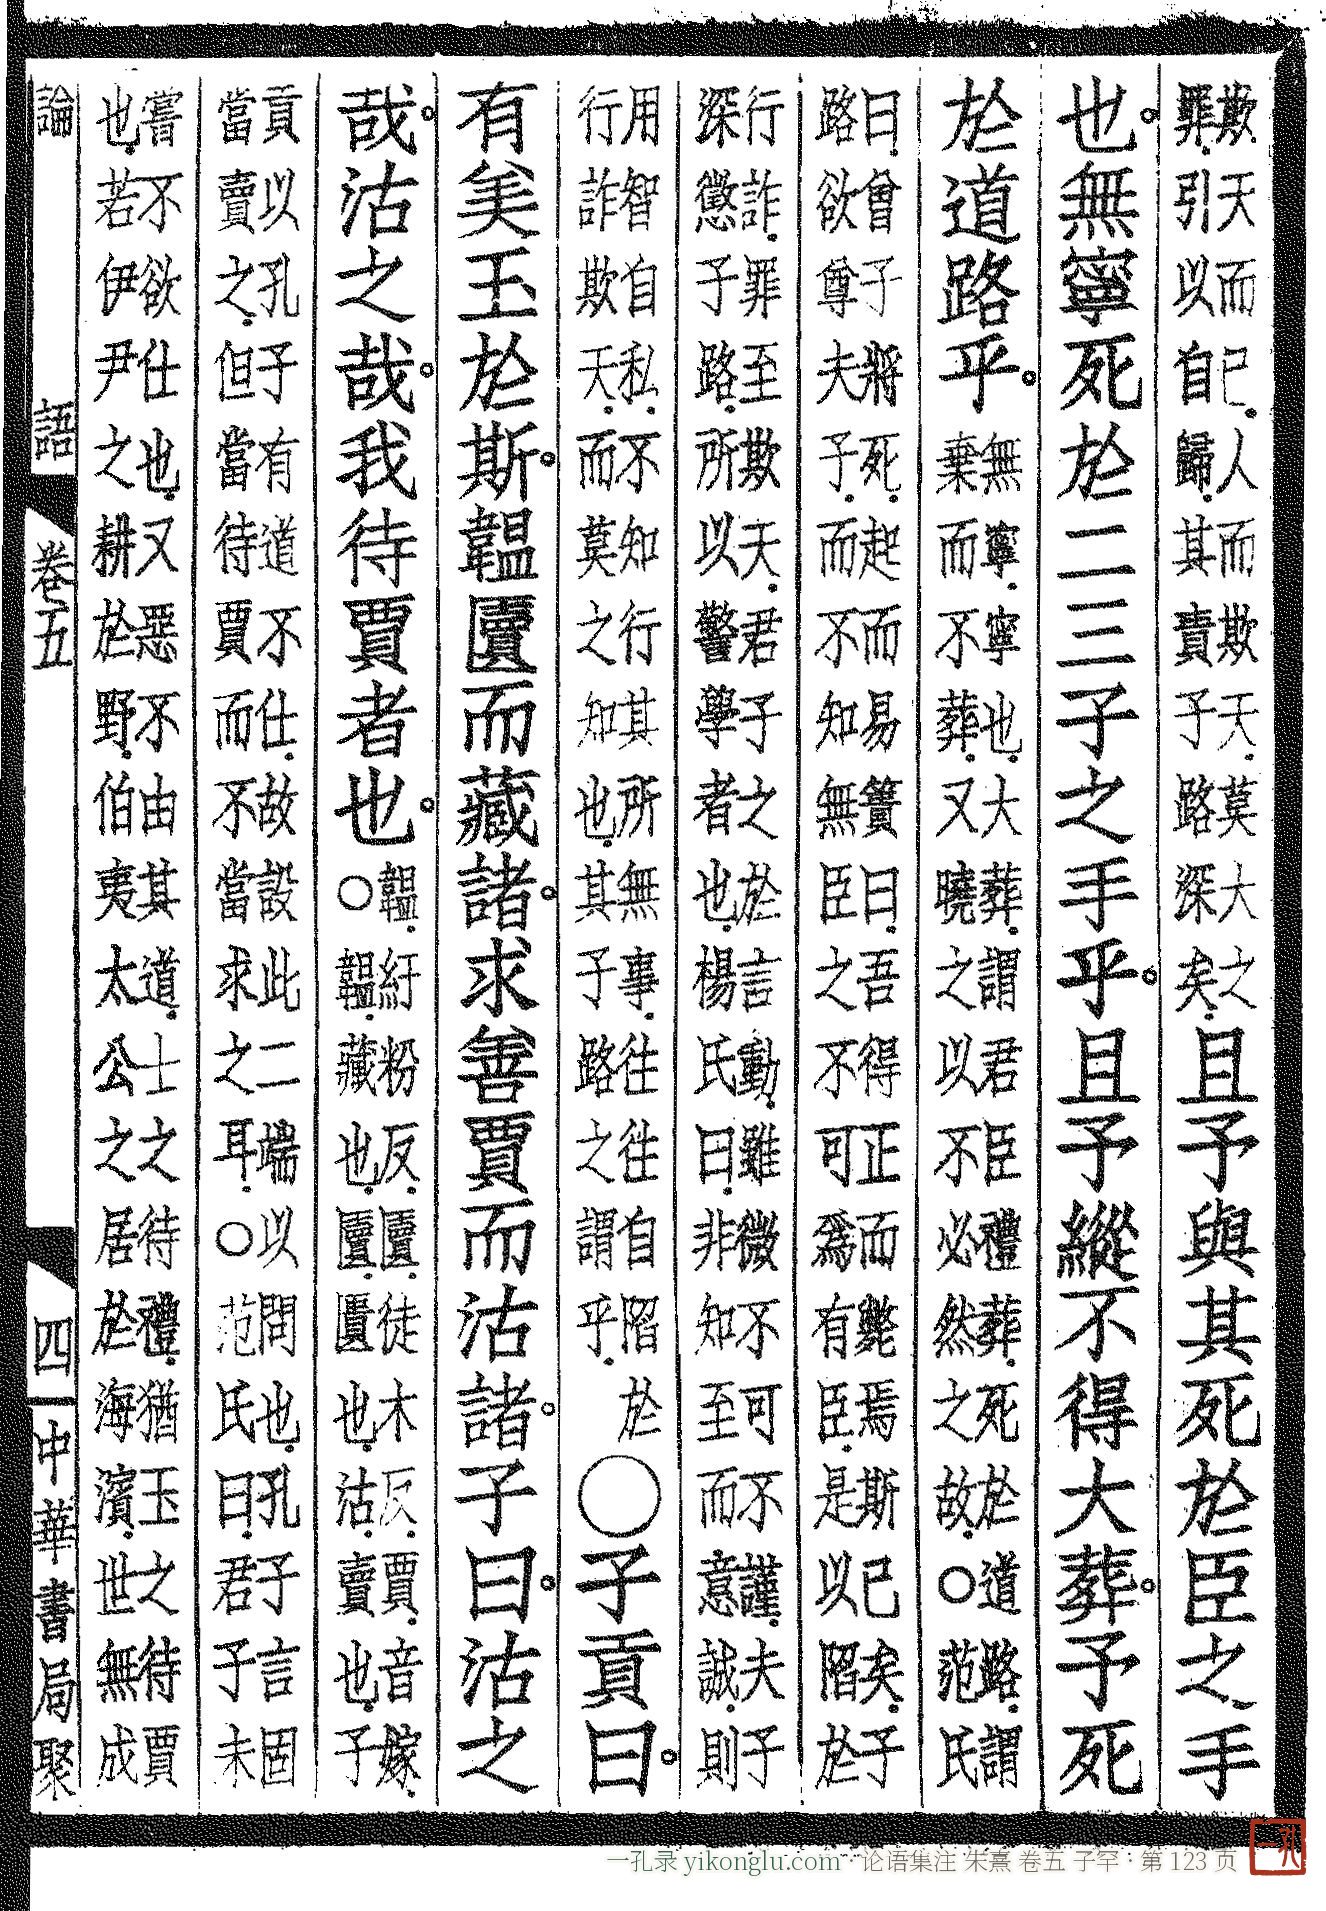 欺天而已。人而欺天。莫大之
罪。引以自歸。其責子路深矣。
且予與其死於臣之手
也。無寧死於二三子之手乎。且予縱不得大葬。予死
於道路乎。
無寧。寧也。大葬。謂君臣禮葬。死於道路。謂
棄而不葬。又曉之以不必然之故。○范氏
曰。曾子將死。起而易簀。曰。吾得正而斃焉斯已矣。子
路欲尊夫子。而不知無臣之不可爲有臣。是以陷於
行詐。罪至欺天。君子之於言動。雖微不可不謹。夫子
深懲子路。所以警學者也。楊氏曰。非知至而意誠。則
用智自私。不知行其所無事。往往自陷於
行詐欺天。而莫之知也。其子路之謂乎。
○子貢曰。
有美玉於斯。韞匵而藏諸。求善賈而沽諸。子曰。沽之
哉。沽之哉。我待賈者也。
韞。紆粉反。匵。徒木反。賈。音嫁。
○韞。藏也。匵。匱也。沽。賣也。子
貢以孔子有道不仕。故設此二端以問也。孔子言固
當賣之。但當待賈而不當求之耳。○范氏曰。君子未
嘗不欲仕也。又惡不由其道。士之待禮。猶玉之待賈
也。若伊尹之耕於野。伯夷太公之居於海濱。世無成
論語
卷五
四一
中華書局聚
一孔录 yikonglu.com · 论语集注 朱熹 卷五 子罕 · 第 123 页
一孔